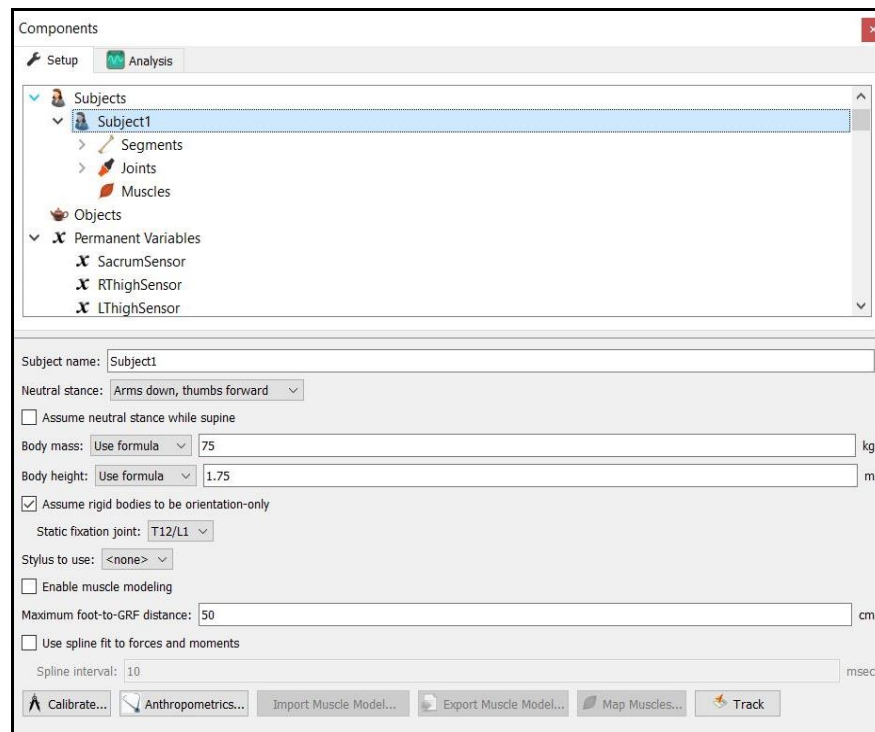 Components
Setup Analysis
Subjects
Subject1
Segments
Joints
Muscles
Objects
x Permanent Variables
x SacrumSensor
x RThighSensor
x LThighSensor
Subject name: Subject1
Neutral stance: Arms down, thumbs forward
Assume neutral stance while supine
Body mass: Use formula 75 kg
Body height: Use formula 1.75 m
Assume rigid bodies to be orientation-only
Static fixation joint: T12/L1
Stylus to use: <none>
Enable muscle modeling
Maximum foot-to-GRF distance: 50 cm
Use spline fit to forces and moments
Spline interval: 10 msec
Calibrate... Anthropometrics... Import Muscle Model... Export Muscle Model... Map Muscles... Track